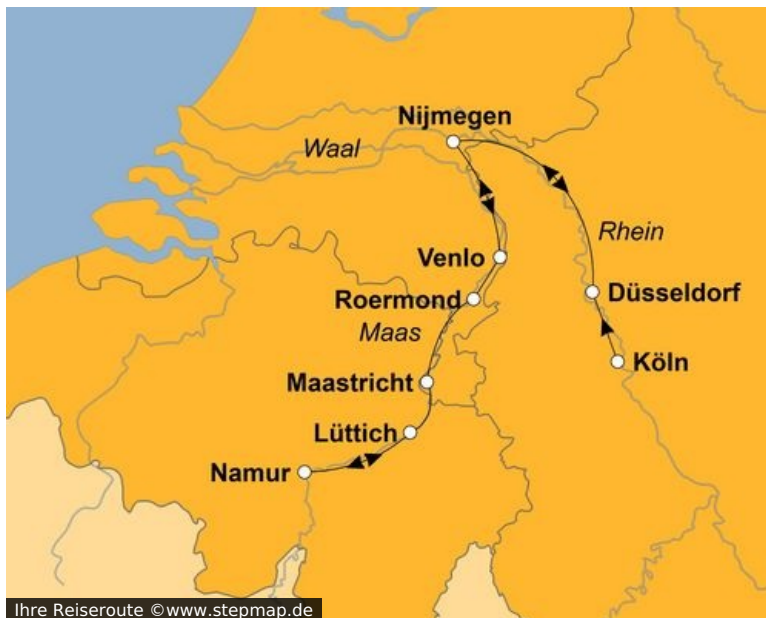 Nijmegen
Waal
Rhein
Venlo
Roermond
Düsseldorf
Maas
Köln
Maastricht
Lüttich
Namur
Ihre Reiseroute ©www.stepmap.de